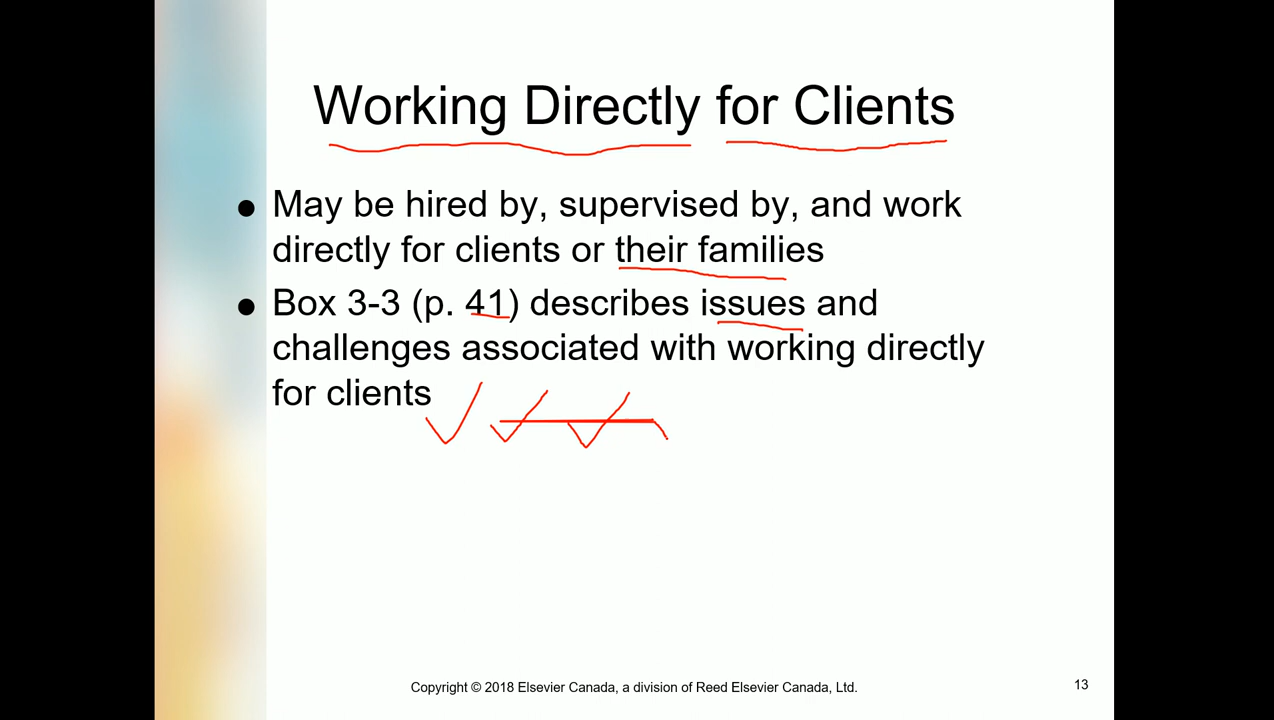 Working Directly for Clients
● May be hired by, supervised by, and work
directly for clients or their families
● Box 3-3 (p. 41) describes issues and
challenges associated with working directly
for clients
Copyright © 2018 Elsevier Canada, a division of Reed Elsevier Canada, Ltd.
13